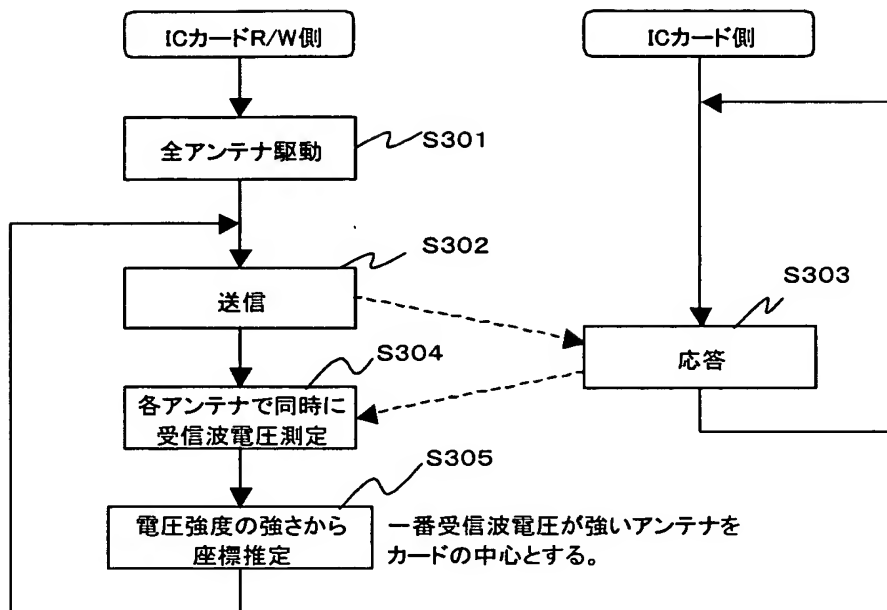 ICカードR/W側
ICカード側
全アンテナ駆動
S301
S302
送信
S303
応答
S304
各アンテナで同時に
受信波電圧測定
S305
電圧強度の強さから
座標推定
一番受信波電圧が強いアンテナを
カードの中心とする。